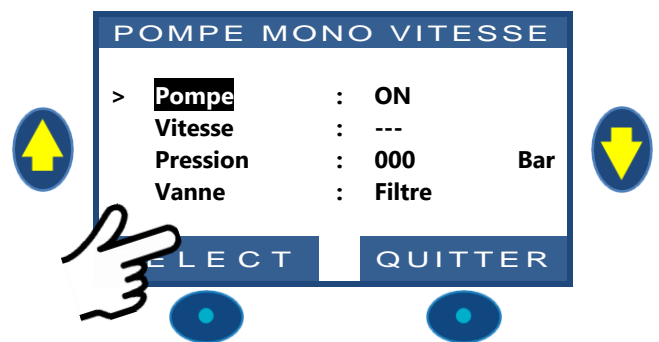 POMPE MONO VITESSE
> Pompe : ON
Vitesse : ---
Pression : 000 Bar
Vanne : Filtre
ELECT QUITTER